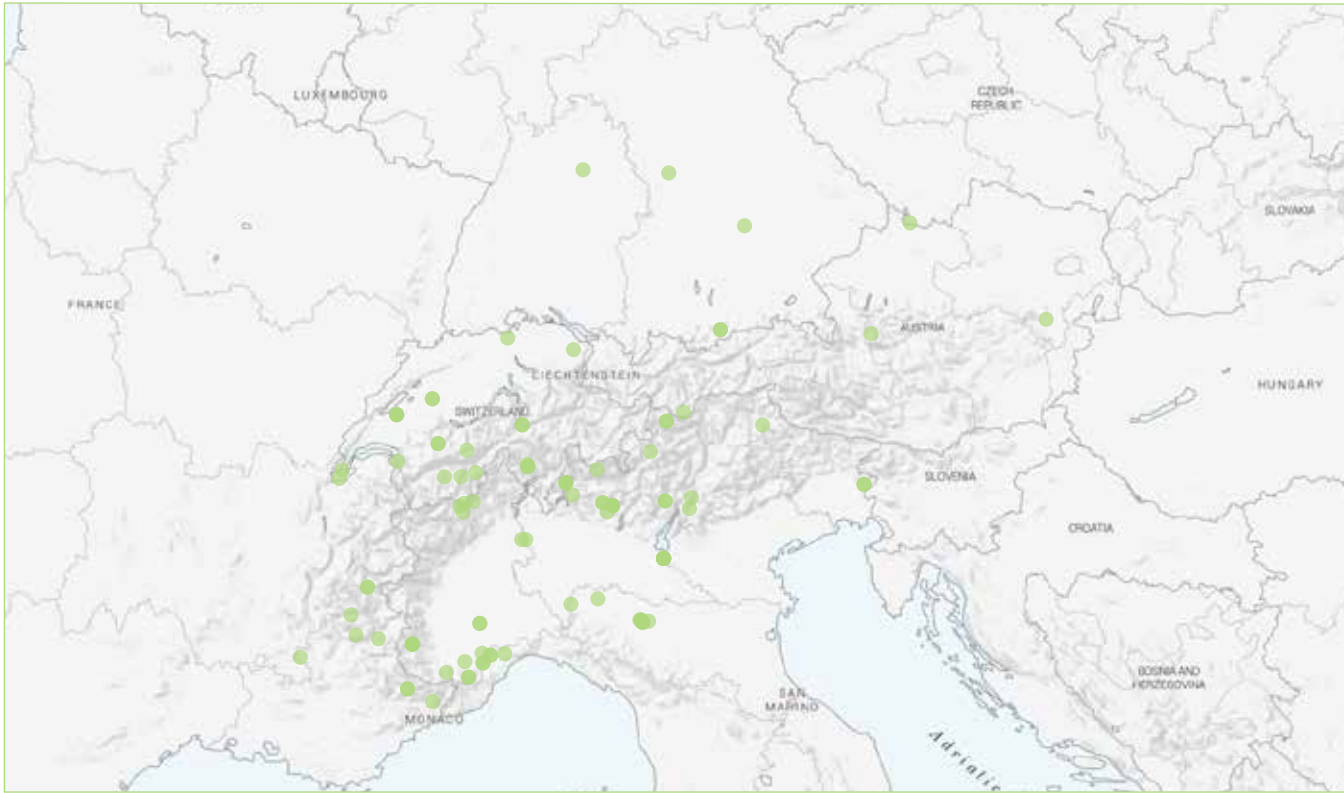 LUXEMBOURG
CZECH
REPUBLIC
SLOVAKIA
FRANCE
AUSTRIA
LIECHTENSTEIN
HUNGARY
SWITZERLAND
SLOVENIA
CROATIA
BOSNIA AND
HERZEGOVINA
SAN
MARINO
MONACO
Adriatic